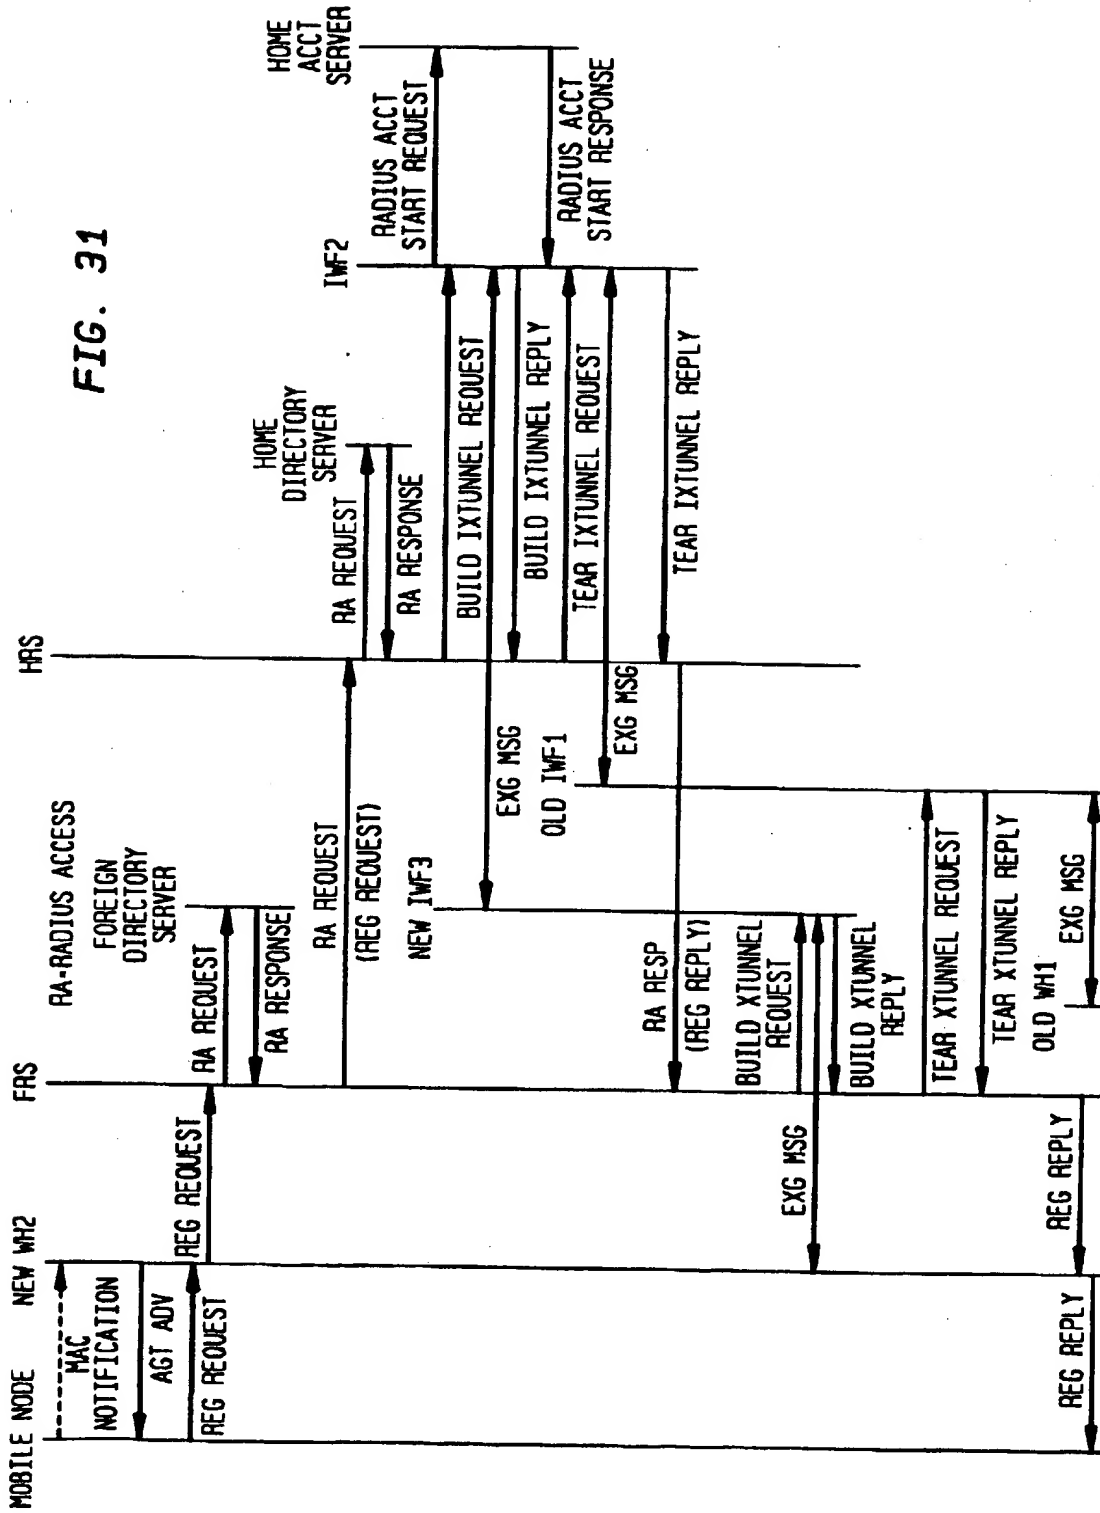 FIG. 31
RA-RADIUS ACCESS
MOBILE NODE
NEW WH2
FRS
FOREIGN
DIRECTORY
SERVER
HRS
HOME
DIRECTORY
SERVER
IWF2
HOME
ACCT
SERVER
MAC
NOTIFICATION
AGT ADV
REG REQUEST
REG REQUEST
RA REQUEST
RA RESPONSE
RA REQUEST
(REG REQUEST)
RA REQUEST
RA RESPONSE
RADIUS ACCT
START REQUEST
BUILD IXTUNNEL REQUEST
NEW IWF3
EXG MSG
BUILD IXTUNNEL REPLY
RADIUS ACCT
START RESPONSE
OLD IWF1
TEAR IXTUNNEL REQUEST
EXG MSG
TEAR IXTUNNEL REPLY
RA RESP
(REG REPLY)
BUILD XTUNNEL
REQUEST
EXG MSG
BUILD XTUNNEL
REPLY
TEAR XTUNNEL REQUEST
TEAR XTUNNEL REPLY
OLD WH1
EXG MSG
REG REPLY
REG REPLY